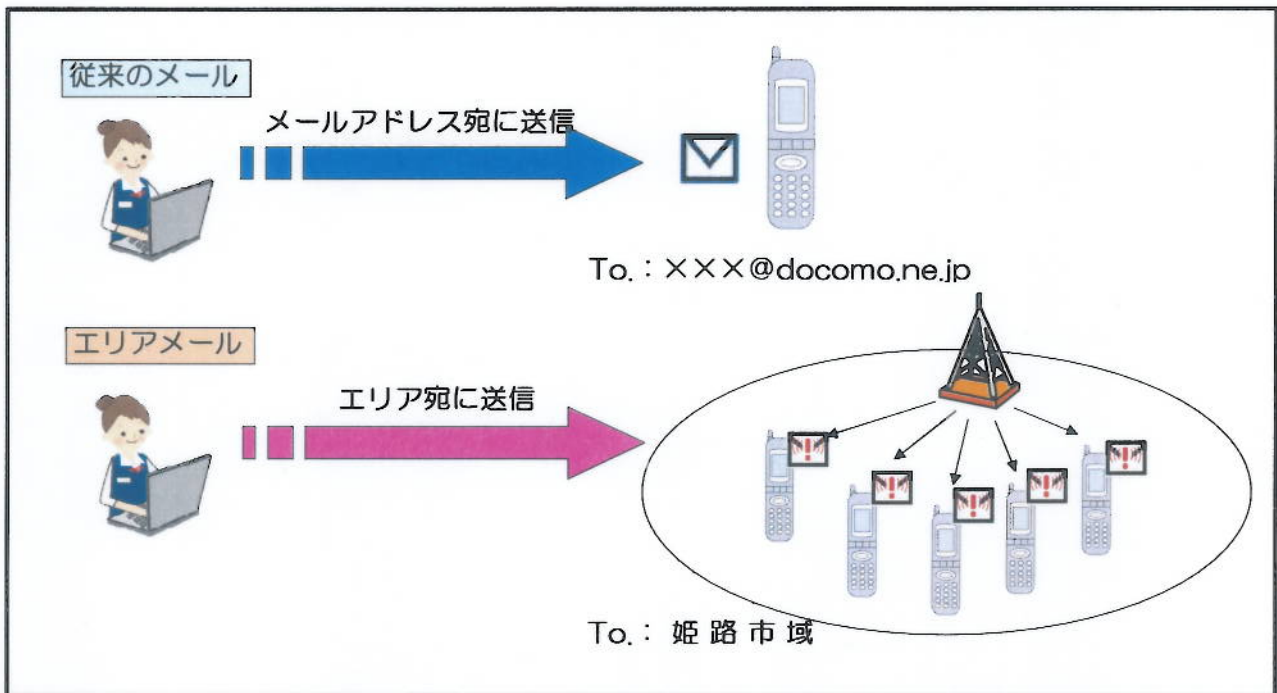 従来のメール
メールアドレス宛に送信
To.：×××@docomo.ne.jp
エリアメール
エリア宛に送信
To.： 姫路市域